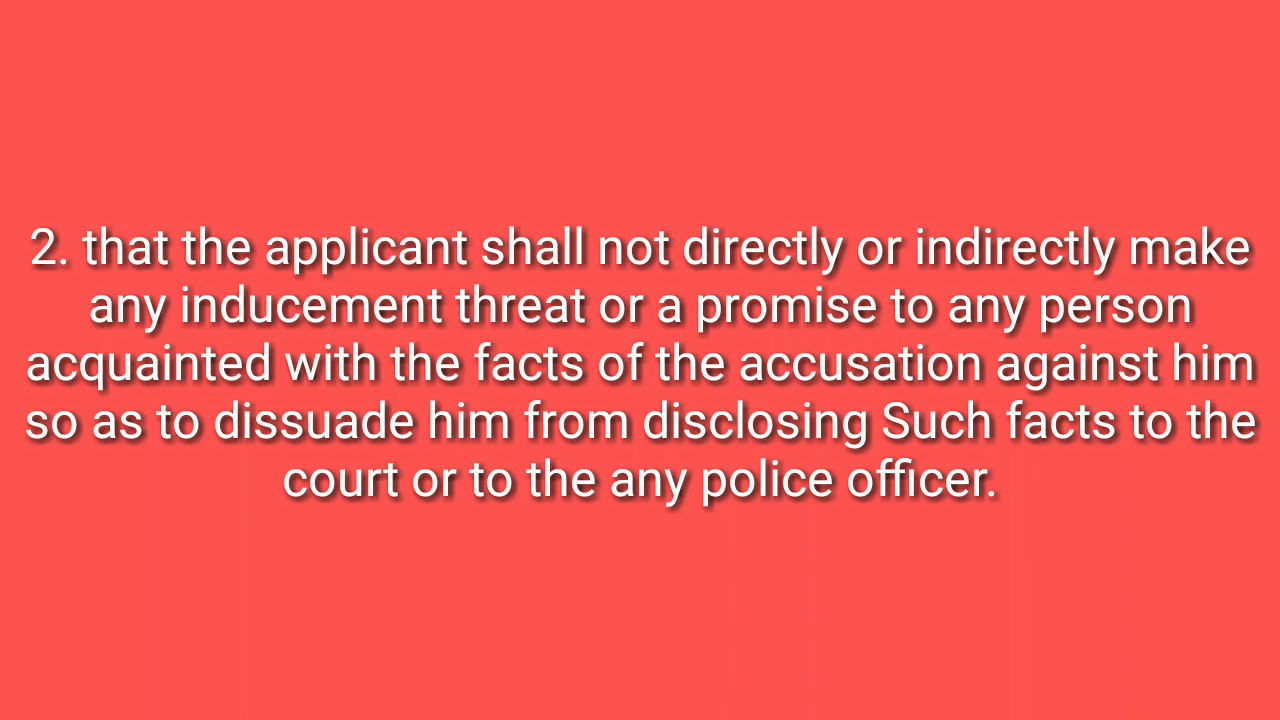 2. that the applicant shall not directly or indirectly make
any inducement threat or a promise to any person
acquainted with the facts of the accusation against him
so as to dissuade him from disclosing Such facts to the
court or to the any police officer.